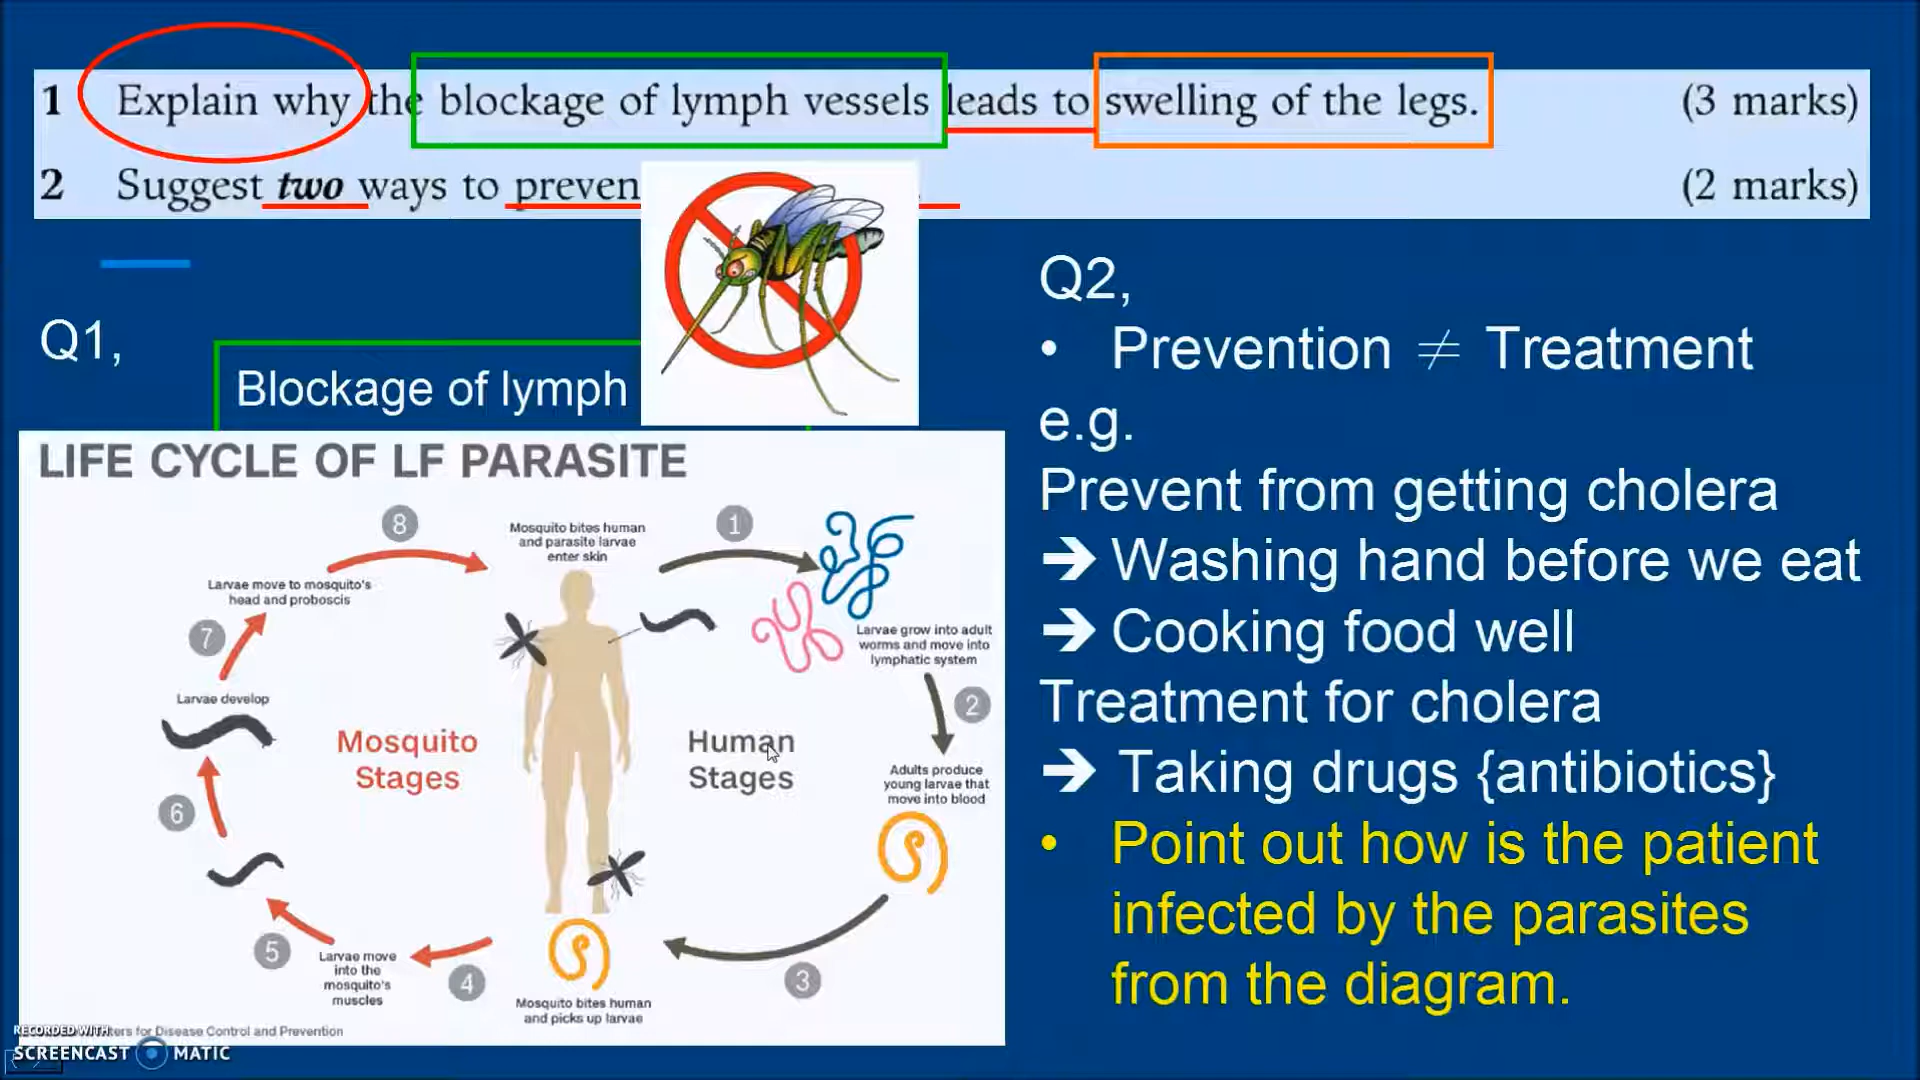 1 Explain why the blockage of lymph vessels leads to swelling of the legs. (3 marks)
2 Suggest two ways to preven (2 marks)
Q1,
Blockage of lymph
LIFE CYCLE OF LF PARASITE
8
Mosquito bites human
and parasite larvae
enter skin
1
Larvae move to mosquito's
head and proboscis
7
Larvae grow into adult
worms and move into
lymphatic system
Larvae develop
2
Mosquito
Stages
Human
Stages
Adults produce
young larvae that
move into blood
6
5
Larvae move
into the
mosquito's
muscles
4
3
Mosquito bites human
and picks up larvae
ters for Disease Control and Prevention
RECORDED WITH
SCREENCAST MATIC
Q2,
• Prevention ≠ Treatment
e.g.
Prevent from getting cholera
➔ Washing hand before we eat
➔ Cooking food well
Treatment for cholera
➔ Taking drugs {antibiotics}
• Point out how is the patient
infected by the parasites
from the diagram.